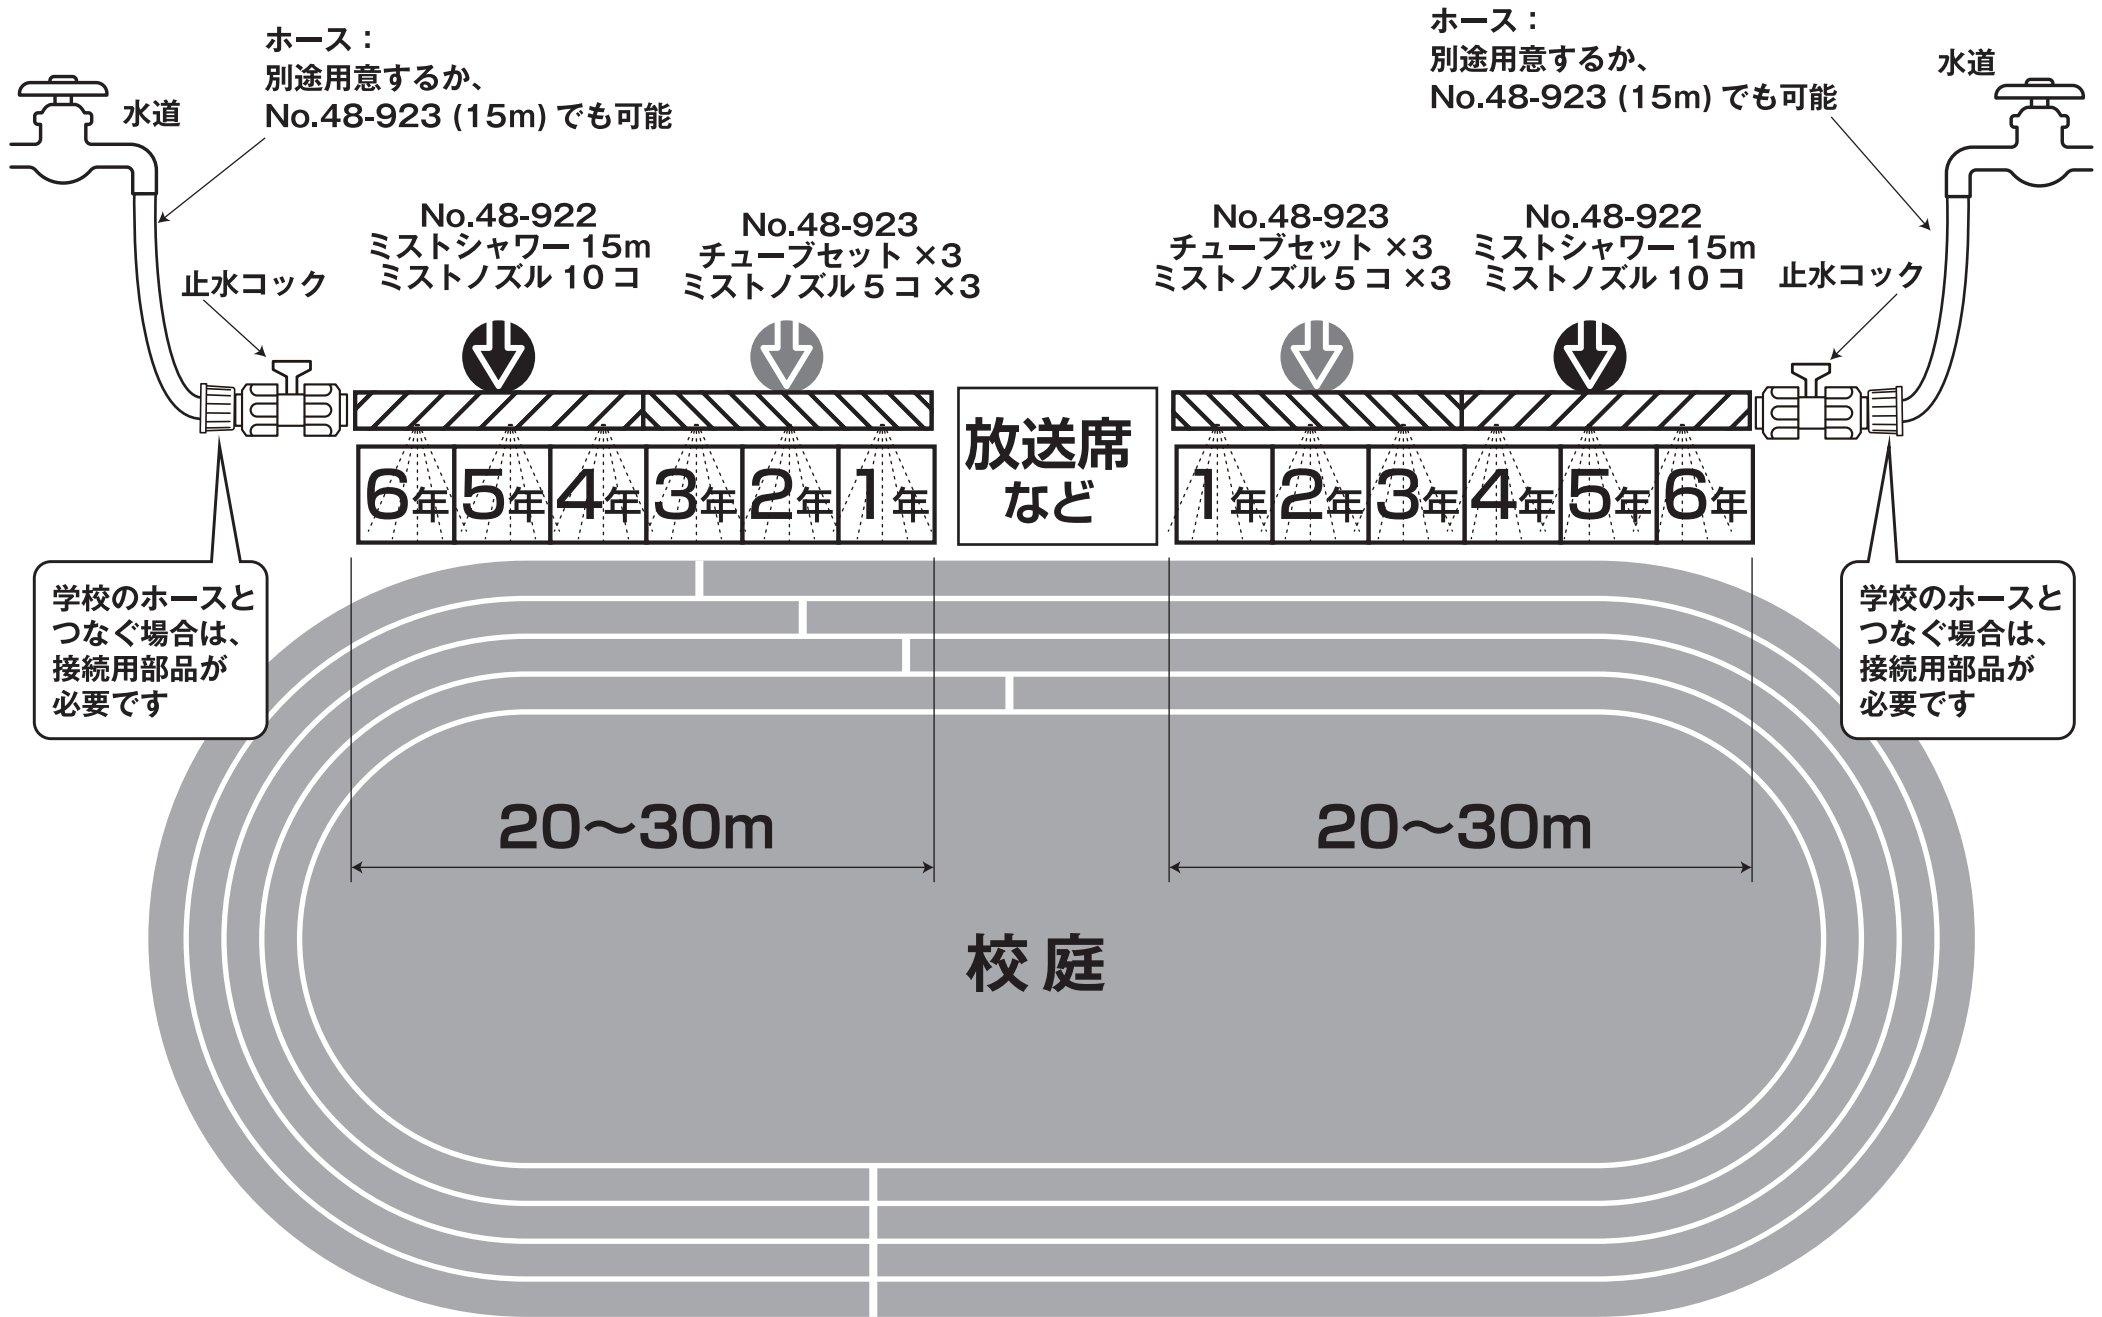 ホース：
別途用意するか、
No.48-923 (15m) でも可能
水道
止水コック
No.48-922
ミストシャワー 15m
ミストノズル 10 コ
No.48-923
チューブセット ×3
ミストノズル 5 コ ×3
ホース：
別途用意するか、
No.48-923 (15m) でも可能
水道
No.48-923
チューブセット ×3
ミストノズル 5 コ ×3
No.48-922
ミストシャワー 15m
ミストノズル 10 コ
止水コック
6年 5年 4年 3年 2年 1年
放送席
など
1年 2年 3年 4年 5年 6年
学校のホースと
つなぐ場合は、
接続用部品が
必要です
学校のホースと
つなぐ場合は、
接続用部品が
必要です
20～30m
20～30m
校庭